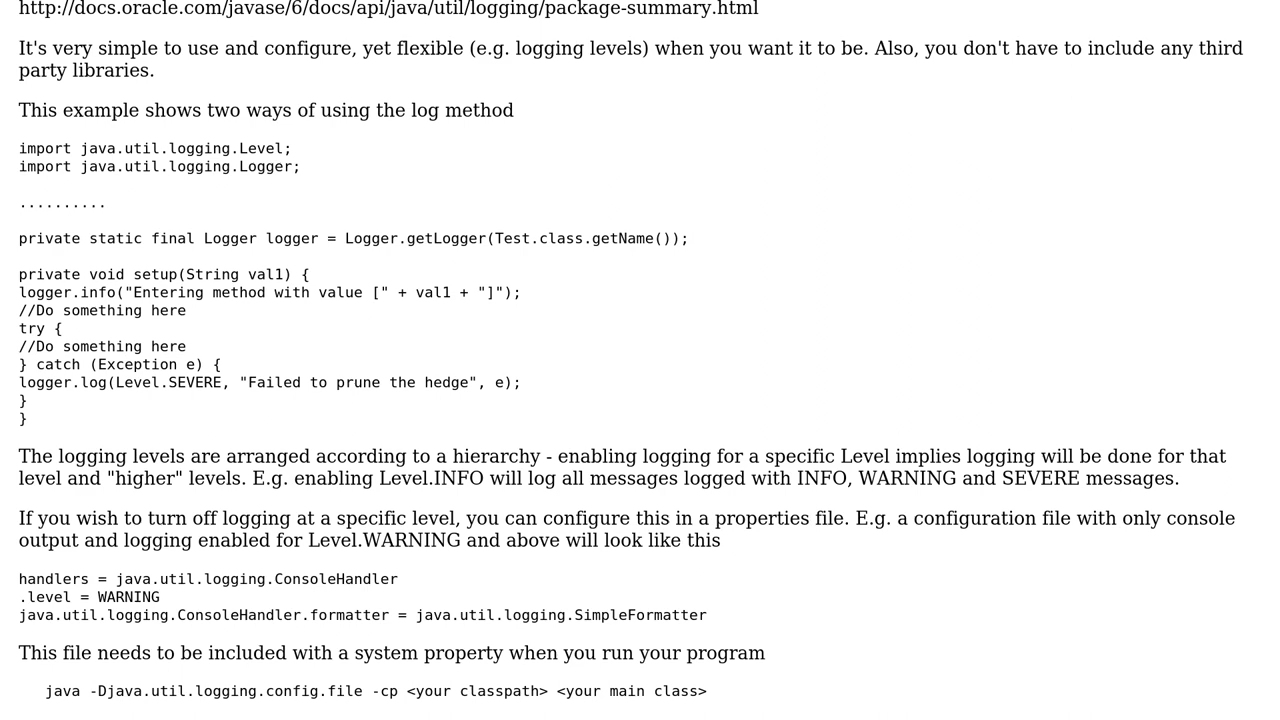 http://docs.oracle.com/javase/6/docs/api/java/util/logging/package-summary.html
It's very simple to use and configure, yet flexible (e.g. logging levels) when you want it to be. Also, you don't have to include any third
party libraries.
This example shows two ways of using the log method
import java.util.logging.Level;
import java.util.logging.Logger;
..........
private static final Logger logger = Logger.getLogger(Test.class.getName());
private void setup(String val1) {
logger.info("Entering method with value [" + val1 + "]");
//Do something here
try {
//Do something here
} catch (Exception e) {
logger.log(Level.SEVERE, "Failed to prune the hedge", e);
}
}
The logging levels are arranged according to a hierarchy - enabling logging for a specific Level implies logging will be done for that
level and "higher" levels. E.g. enabling Level.INFO will log all messages logged with INFO, WARNING and SEVERE messages.
If you wish to turn off logging at a specific level, you can configure this in a properties file. E.g. a configuration file with only console
output and logging enabled for Level.WARNING and above will look like this
handlers = java.util.logging.ConsoleHandler
.level = WARNING
java.util.logging.ConsoleHandler.formatter = java.util.logging.SimpleFormatter
This file needs to be included with a system property when you run your program
java -Djava.util.logging.config.file -cp <your classpath> <your main class>